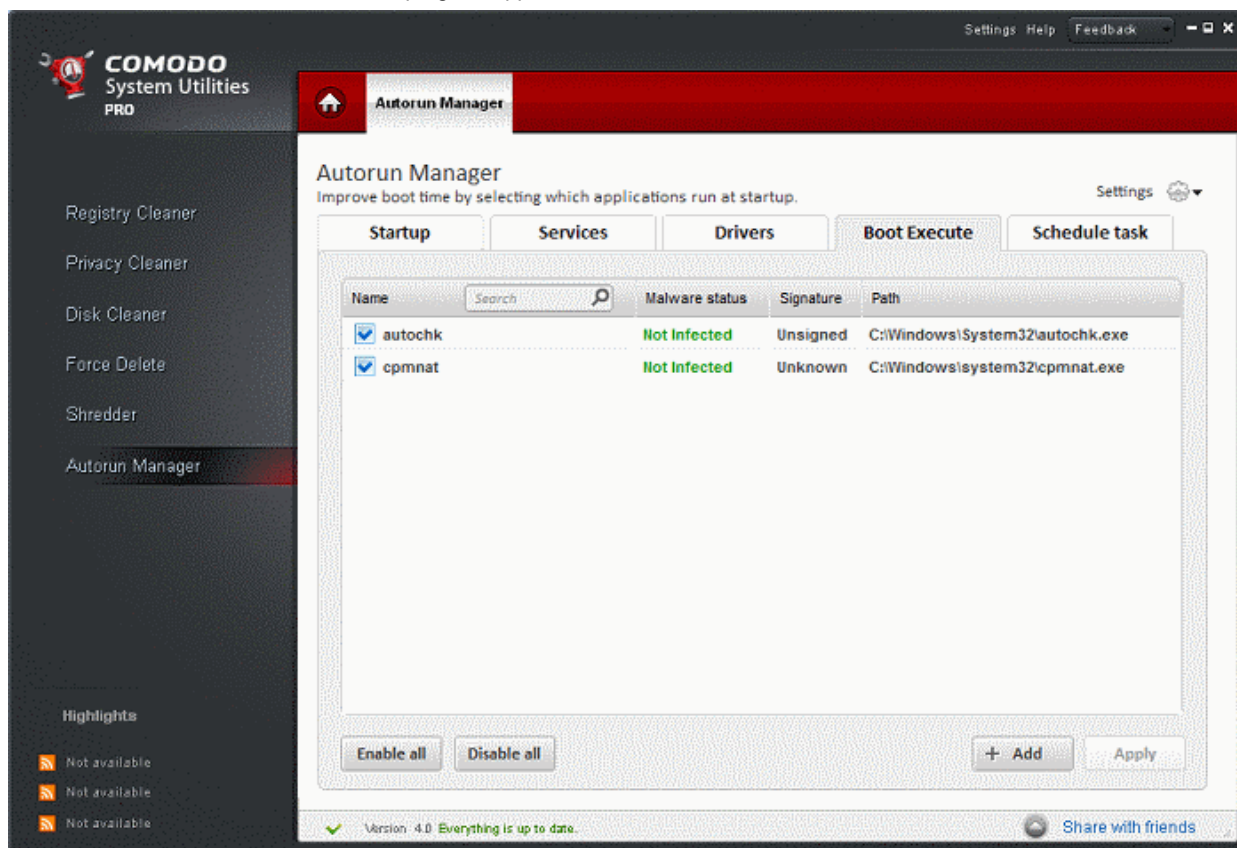 Settings Help Feedback
COMODO
System Utilities
PRO
Autorun Manager
Autorun Manager
Improve boot time by selecting which applications run at startup.
Settings
Registry Cleaner
Privacy Cleaner
Disk Cleaner
Force Delete
Shredder
Autorun Manager
Startup Services Drivers Boot Execute Schedule task
Name Search Malware status Signature Path
autochk Not Infected Unsigned C:\Windows\System32\autochk.exe
cpmnat Not Infected Unknown C:\Windows\system32\cpmnat.exe
Highlights
Not available
Not available
Not available
Enable all Disable all + Add Apply
Version 4.0 Everything is up to date. Share with friends